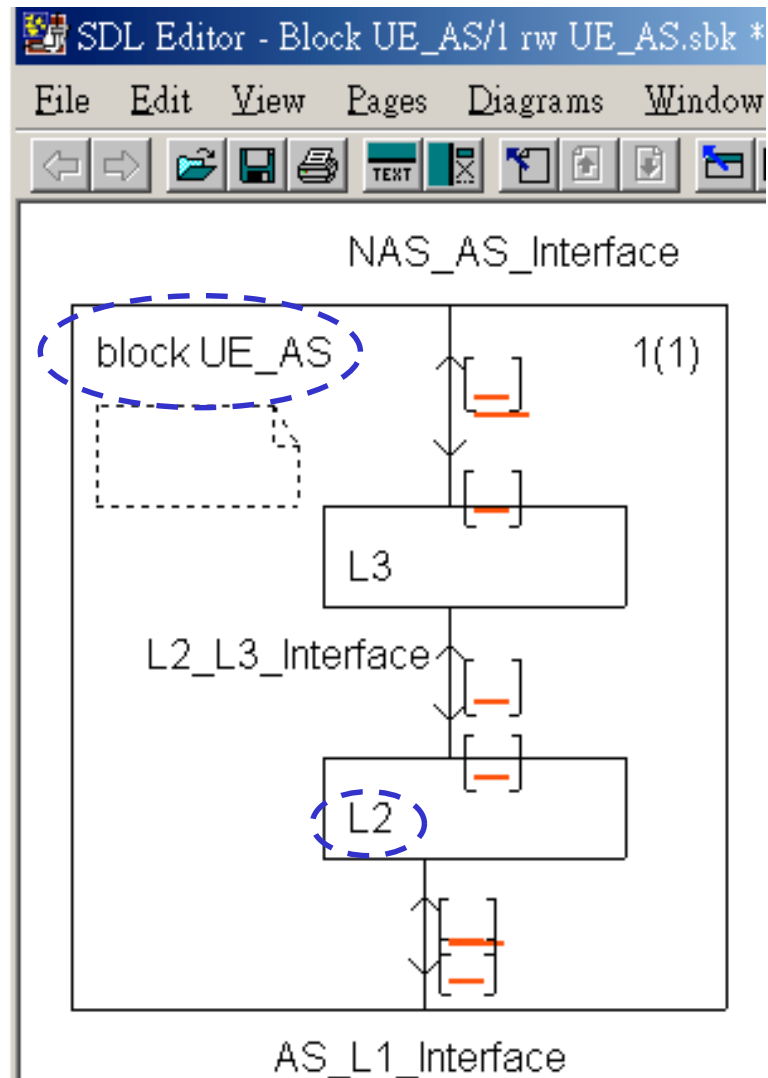 SDL Editor - Block UE_AS/1 rw UE_AS.sbk *
File Edit View Pages Diagrams Window
TEXT
NAS_AS_Interface
block UE_AS 1(1)
L3
L2_L3_Interface
L2
AS_L1_Interface